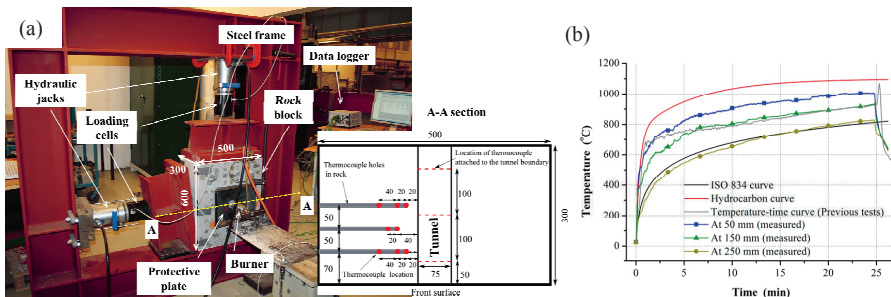 (a)
Steel frame
Data logger
Hydraulic
jacks
Loading
cells
Rock
block
500
300
600
A
A
Protective
plate
Burner
A-A section
500
Location of thermocouple
attached to the tunnel boundary
Thermocouple holes
in rock
40 20 20
100
300
50
20 40
50
100
Tunnel
70
40 20 20
Thermocouple location
75
50
Front surface
(b)
Temperature (°C)
1200
1000
800
600
400
200
0
ISO 834 curve
Hydrocarbon curve
Temperature-time curve (Previous tests)
At 50 mm (measured)
At 150 mm (measured)
At 250 mm (measured)
0 5 10 15 20 25
Time (min)